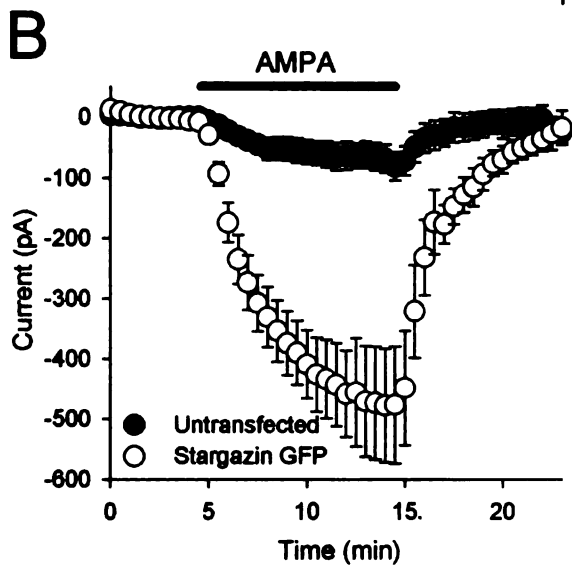 B
AMPA
Current (pA)
0
-100
-200
-300
-400
-500
-600
Untransfected
Stargazin GFP
0 5 10 15. 20
Time (min)